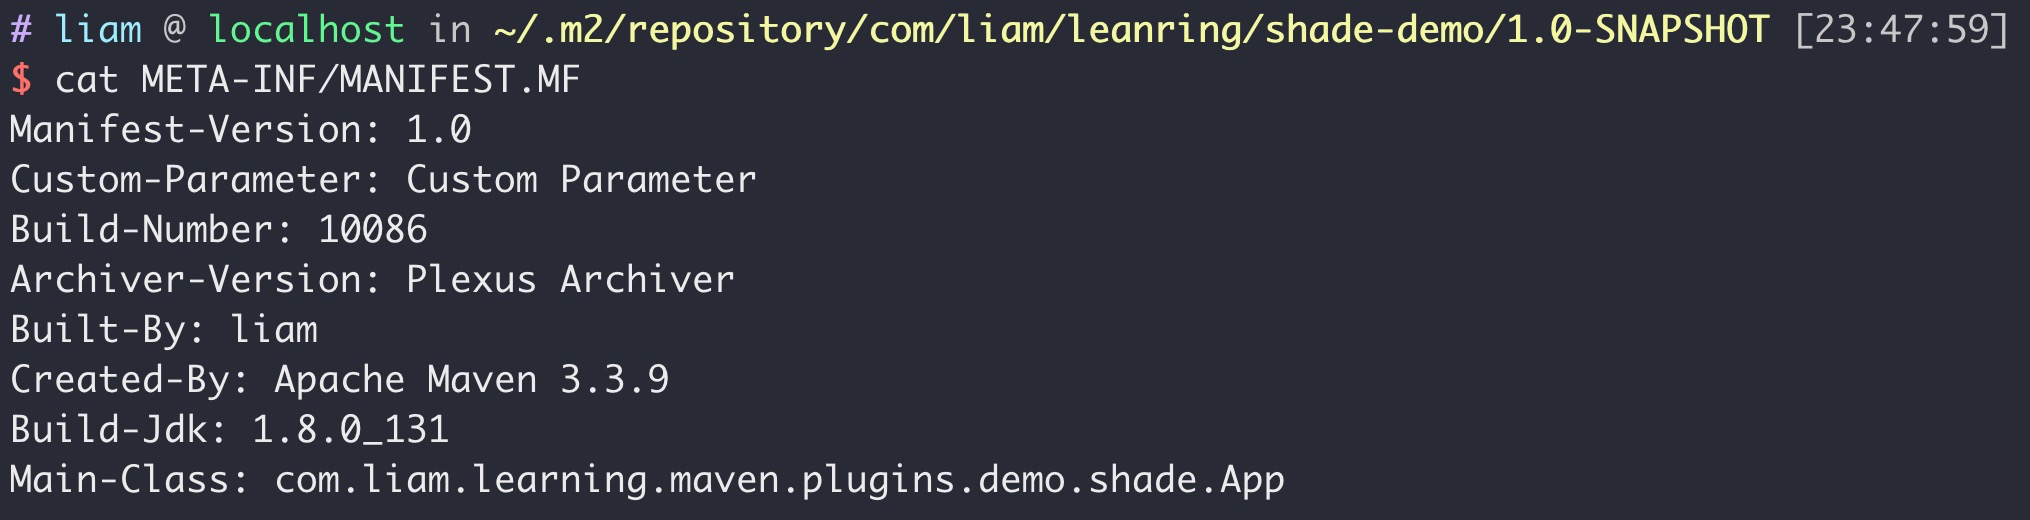 # liam @ localhost in ~/.m2/repository/com/liam/leanring/shade-demo/1.0-SNAPSHOT [23:47:59]
$ cat META-INF/MANIFEST.MF
Manifest-Version: 1.0
Custom-Parameter: Custom Parameter
Build-Number: 10086
Archiver-Version: Plexus Archiver
Built-By: liam
Created-By: Apache Maven 3.3.9
Build-Jdk: 1.8.0_131
Main-Class: com.liam.learning.maven.plugins.demo.shade.App